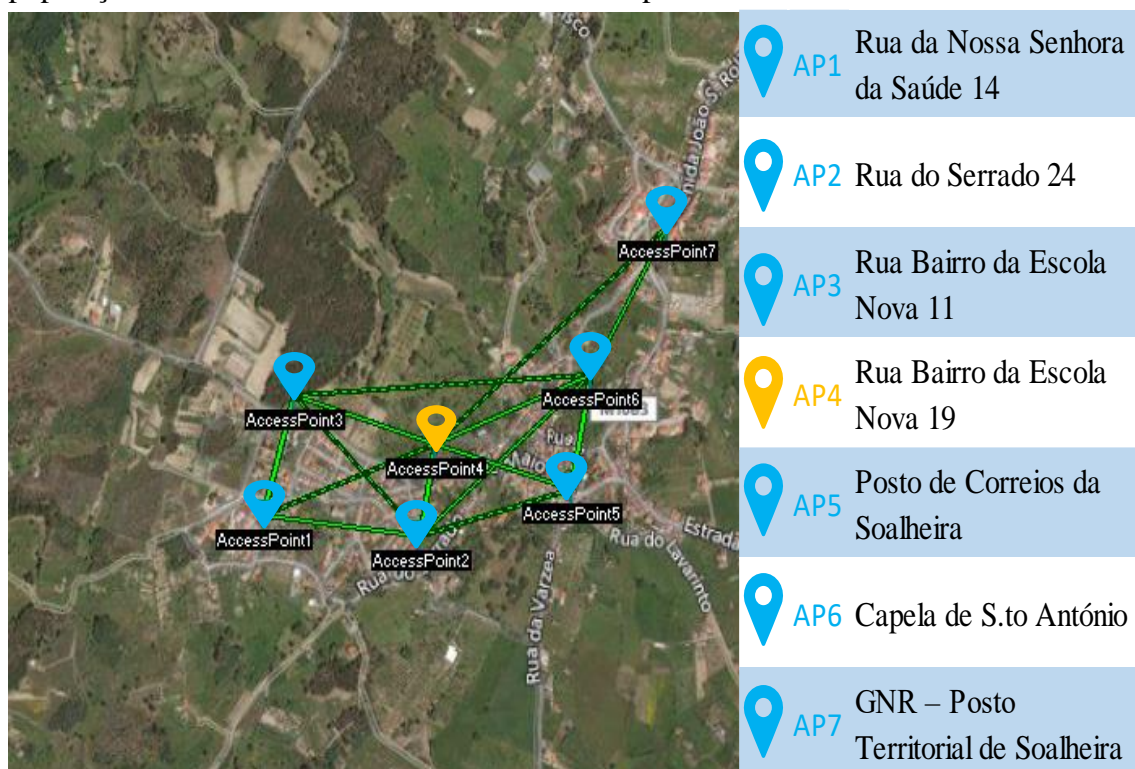 AP1 Rua da Nossa Senhora
da Saúde 14
AP2 Rua do Serrado 24
AP3 Rua Bairro da Escola
Nova 11
AP4 Rua Bairro da Escola
Nova 19
AP5 Posto de Correios da
Soalheira
AP6 Capela de S.to António
AP7 GNR – Posto
Territorial de Soalheira
AccessPoint7
AccessPoint6
AccessPoint3
AccessPoint4
AccessPoint5
AccessPoint1
AccessPoint2
Rua da Varzea
Rua do Lavarinto
Estrada